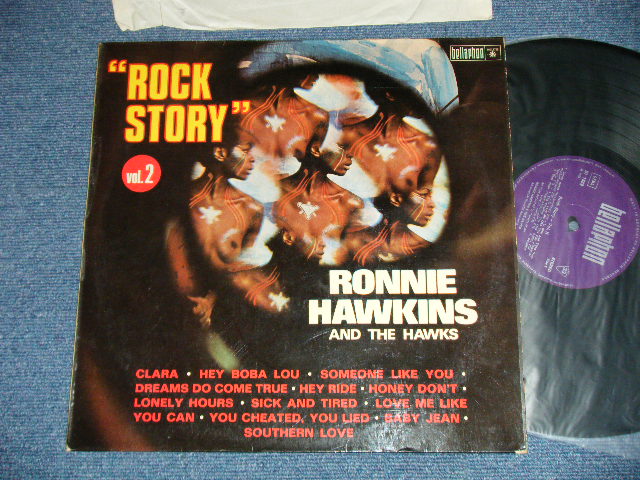 bellaphon
"ROCK
STORY"
vol.2
RONNIE
HAWKINS
AND THE HAWKS
CLARA • HEY BOBA LOU • SOMEONE LIKE YOU •
DREAMS DO COME TRUE • HEY RIDE • HONEY DON'T •
LONELY HOURS • SICK AND TIRED • LOVE ME LIKE
YOU CAN • YOU CHEATED, YOU LIED • BABY JEAN •
SOUTHERN LOVE
bellaphon